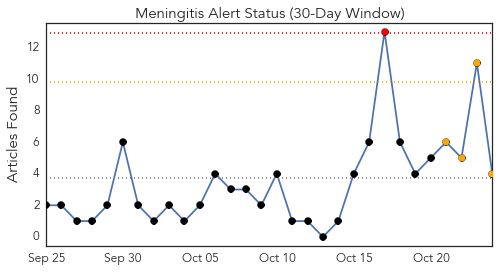 Meningitis Alert Status (30-Day Window)
Articles Found
12
10
8
6
4
2
0
Sep 25 Sep 30 Oct 05 Oct 10 Oct 15 Oct 20